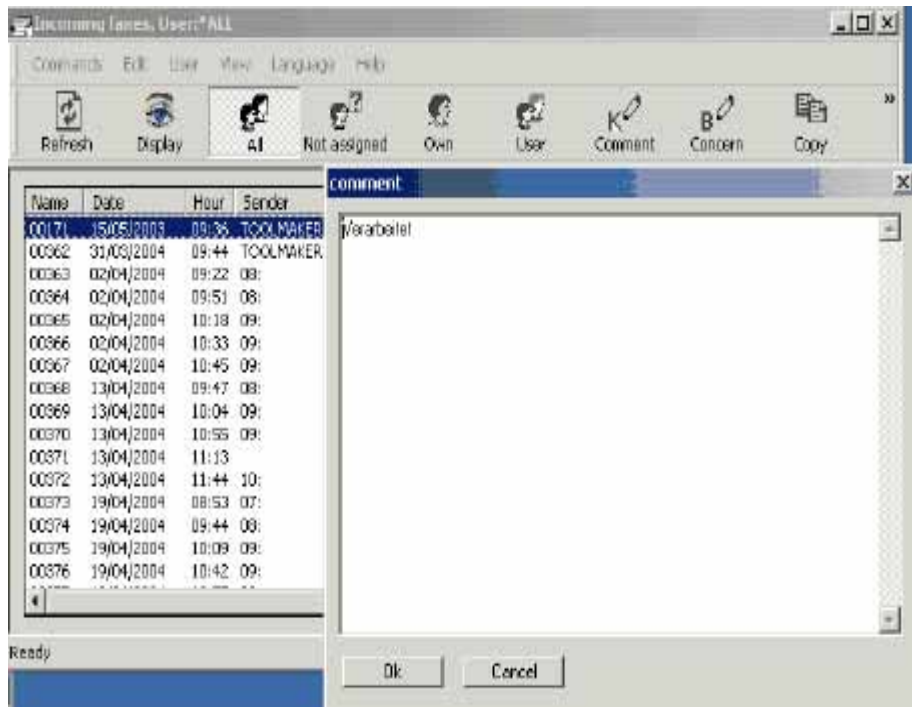 Incoming faxes, User:*ALL
Commands Edit User View Language Help
Refresh Display All Not assigned Own User Comment Concern Copy
comment
Name Date Hour Sender
00171 15/05/2003 09:36 TOOLMAKER
Verarbeitet
00362 31/03/2004 09:44 TOOLMAKER
00363 02/04/2004 09:22 08:
00364 02/04/2004 09:51 08:
00365 02/04/2004 10:18 09:
00366 02/04/2004 10:33 09:
00367 02/04/2004 10:45 09:
00368 13/04/2004 09:47 08:
00369 13/04/2004 10:04 09:
00370 13/04/2004 10:55 09:
00371 13/04/2004 11:13
00372 13/04/2004 11:44 10:
00373 19/04/2004 08:53 07:
00374 19/04/2004 09:44 08:
00375 19/04/2004 10:09 09:
00376 19/04/2004 10:42 09:
Ready
Ok Cancel